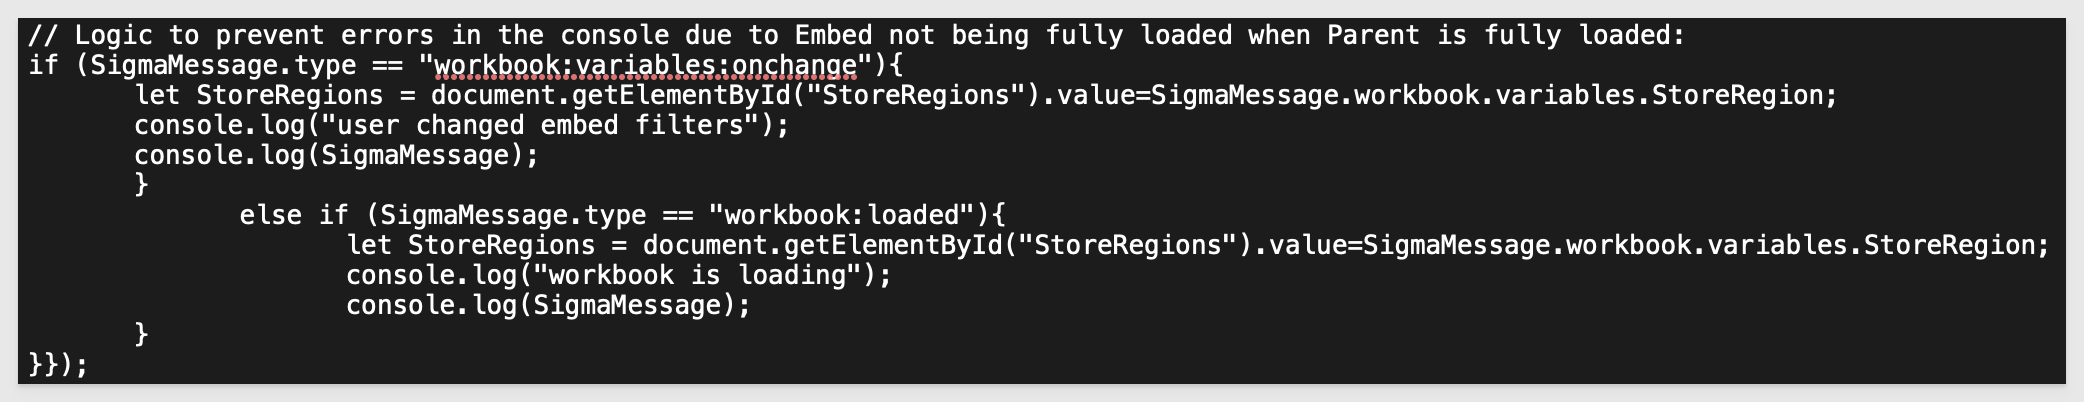 // Logic to prevent errors in the console due to Embed not being fully loaded when Parent is fully loaded:
if (SigmaMessage.type == "workbook:variables:onchange"){
let StoreRegions = document.getElementById("StoreRegions").value=SigmaMessage.workbook.variables.StoreRegion;
console.log("user changed embed filters");
console.log(SigmaMessage);
}
else if (SigmaMessage.type == "workbook:loaded"){
let StoreRegions = document.getElementById("StoreRegions").value=SigmaMessage.workbook.variables.StoreRegion;
console.log("workbook is loading");
console.log(SigmaMessage);
}
}});